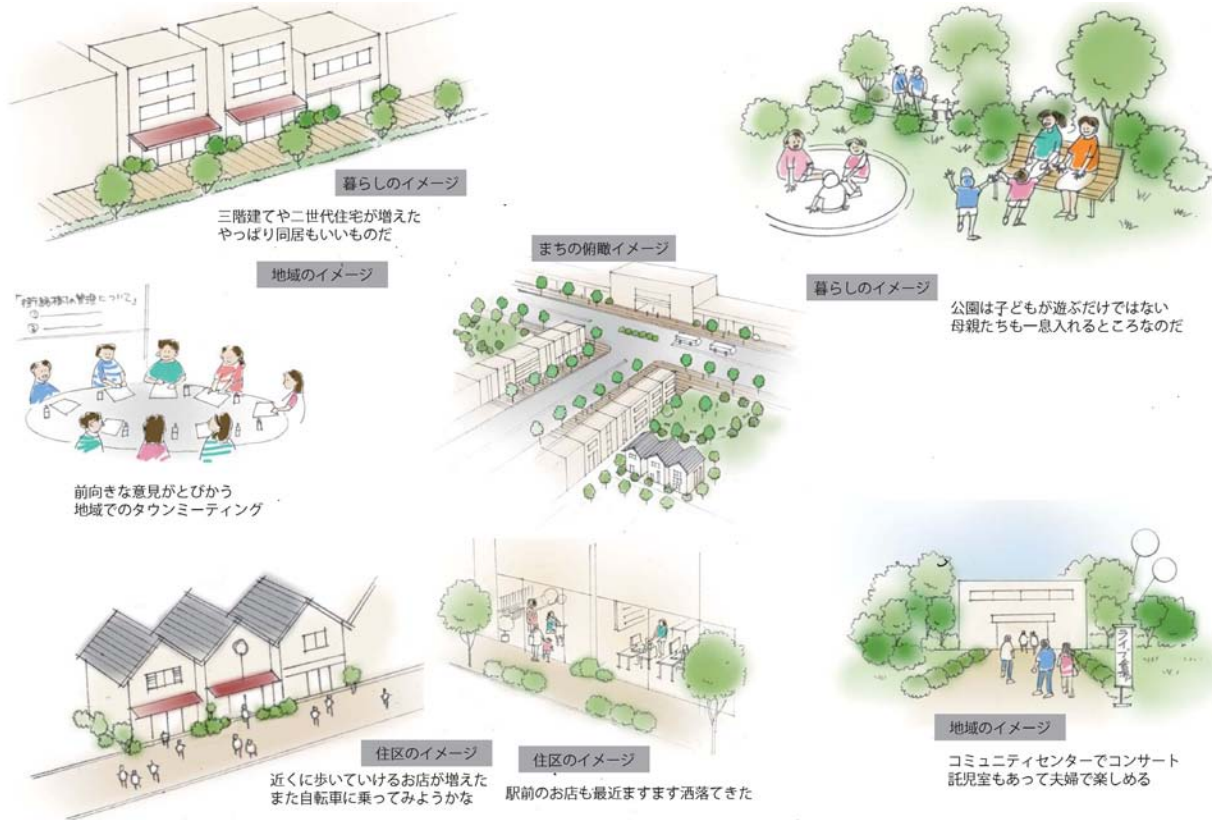 暮らしのイメージ
三階建てや二世代住宅が増えた
やっぱり同居もいいものだ
地域のイメージ
前向きな意見がとびかう
地域でのタウンミーティング
まちの俯瞰イメージ
暮らしのイメージ
公園は子どもが遊ぶだけではない
母親たちも一息入れるところなのだ
住区のイメージ
近くに歩いていけるお店が増えた
また自転車に乗ってみようかな
住区のイメージ
駅前のお店も最近ますます洒落てきた
ライブ会場
地域のイメージ
コミュニティセンターでコンサート
託児室もあって夫婦で楽しめる